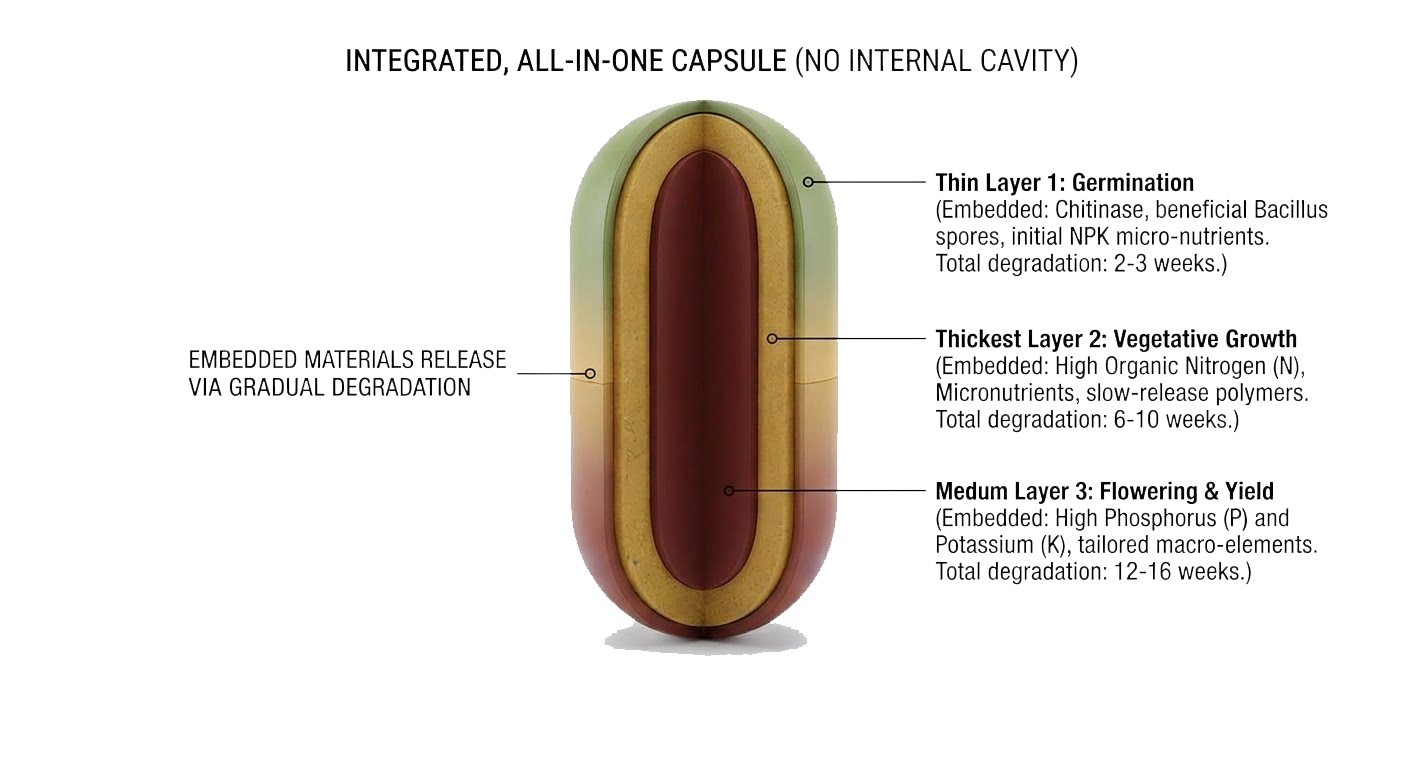 INTEGRATED, ALL-IN-ONE CAPSULE (NO INTERNAL CAVITY)
Thin Layer 1: Germination
(Embedded: Chitinase, beneficial Bacillus
spores, initial NPK micro-nutrients.
Total degradation: 2-3 weeks.)
EMBEDDED MATERIALS RELEASE
VIA GRADUAL DEGRADATION
Thickest Layer 2: Vegetative Growth
(Embedded: High Organic Nitrogen (N),
Micronutrients, slow-release polymers.
Total degradation: 6-10 weeks.)
Medum Layer 3: Flowering & Yield
(Embedded: High Phosphorus (P) and
Potassium (K), tailored macro-elements.
Total degradation: 12-16 weeks.)